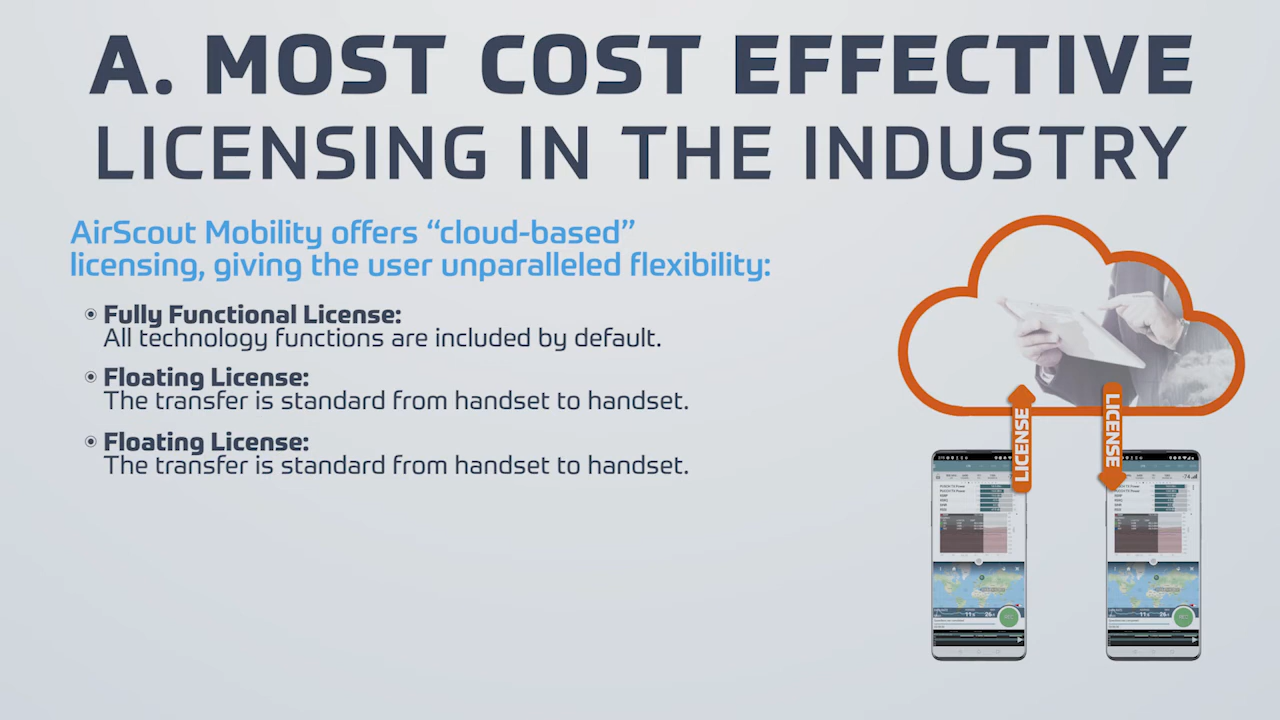 A. MOST COST EFFECTIVE
LICENSING IN THE INDUSTRY
AirScout Mobility offers “cloud-based”
licensing, giving the user unparalleled flexibility:
Fully Functional License:
All technology functions are included by default.
Floating License:
The transfer is standard from handset to handset.
Floating License:
The transfer is standard from handset to handset.
LICENSE
LICENSE